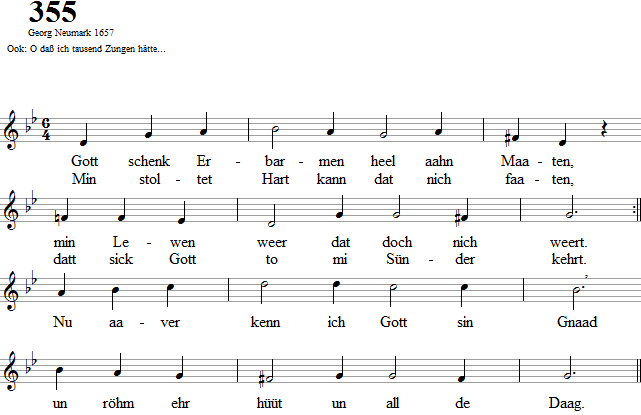 355
Georg Neumark 1657
Ook: O daß ich tausend Zungen hätte...
6
4
Gott schenk Er - bar - men heel aahn Maa - ten,
Min stol - tet Hart kann dat nich faa - ten,
min Le - wen weer dat doch nich weert.
datt sick Gott to mi Sün - der kehrt.
Nu aa - ver kenn ich Gott sin Gnaad
un röhm ehr hüüt un all de Daag.